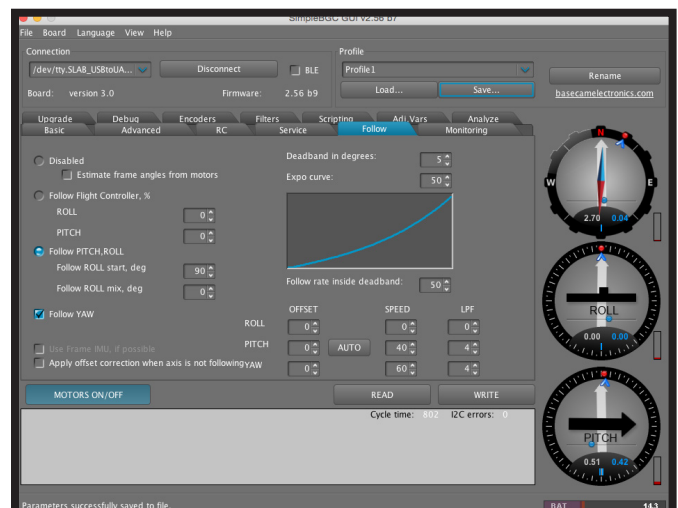 SimpleBGC GUI v2.56 b7
File Board Language View Help
Connection
Profile
/dev/tty.SLAB_USBtoUA...
Disconnect
BLE
Profile1
Rename
Load...
Save...
Board: version 3.0
Firmware: 2.56 b9
basecamelectronics.com
Upgrade Debug Encoders Filters Scripting Adj.Vars Analyze
Basic Advanced RC Service Follow Monitoring
Disabled
Estimate frame angles from motors
Follow Flight Controller, %
ROLL 0
PITCH 0
Follow PITCH,ROLL
Follow ROLL start, deg 90
Follow ROLL mix, deg 0
Follow YAW
Use Frame IMU, if possible
Apply offset correction when axis is not following
Deadband in degrees: 5
Expo curve: 50
Follow rate inside deadband: 50
OFFSET SPEED LPF
ROLL 0 0 0
PITCH 0 AUTO 40 4
YAW 0 60 4
MOTORS ON/OFF
READ
WRITE
Cycle time: 802 I2C errors: 0
N
W
E
2.70 0.04
ROLL
0.00 0.00
PITCH
0.51 0.42
Parameters successfully saved to file
BAT 14.3